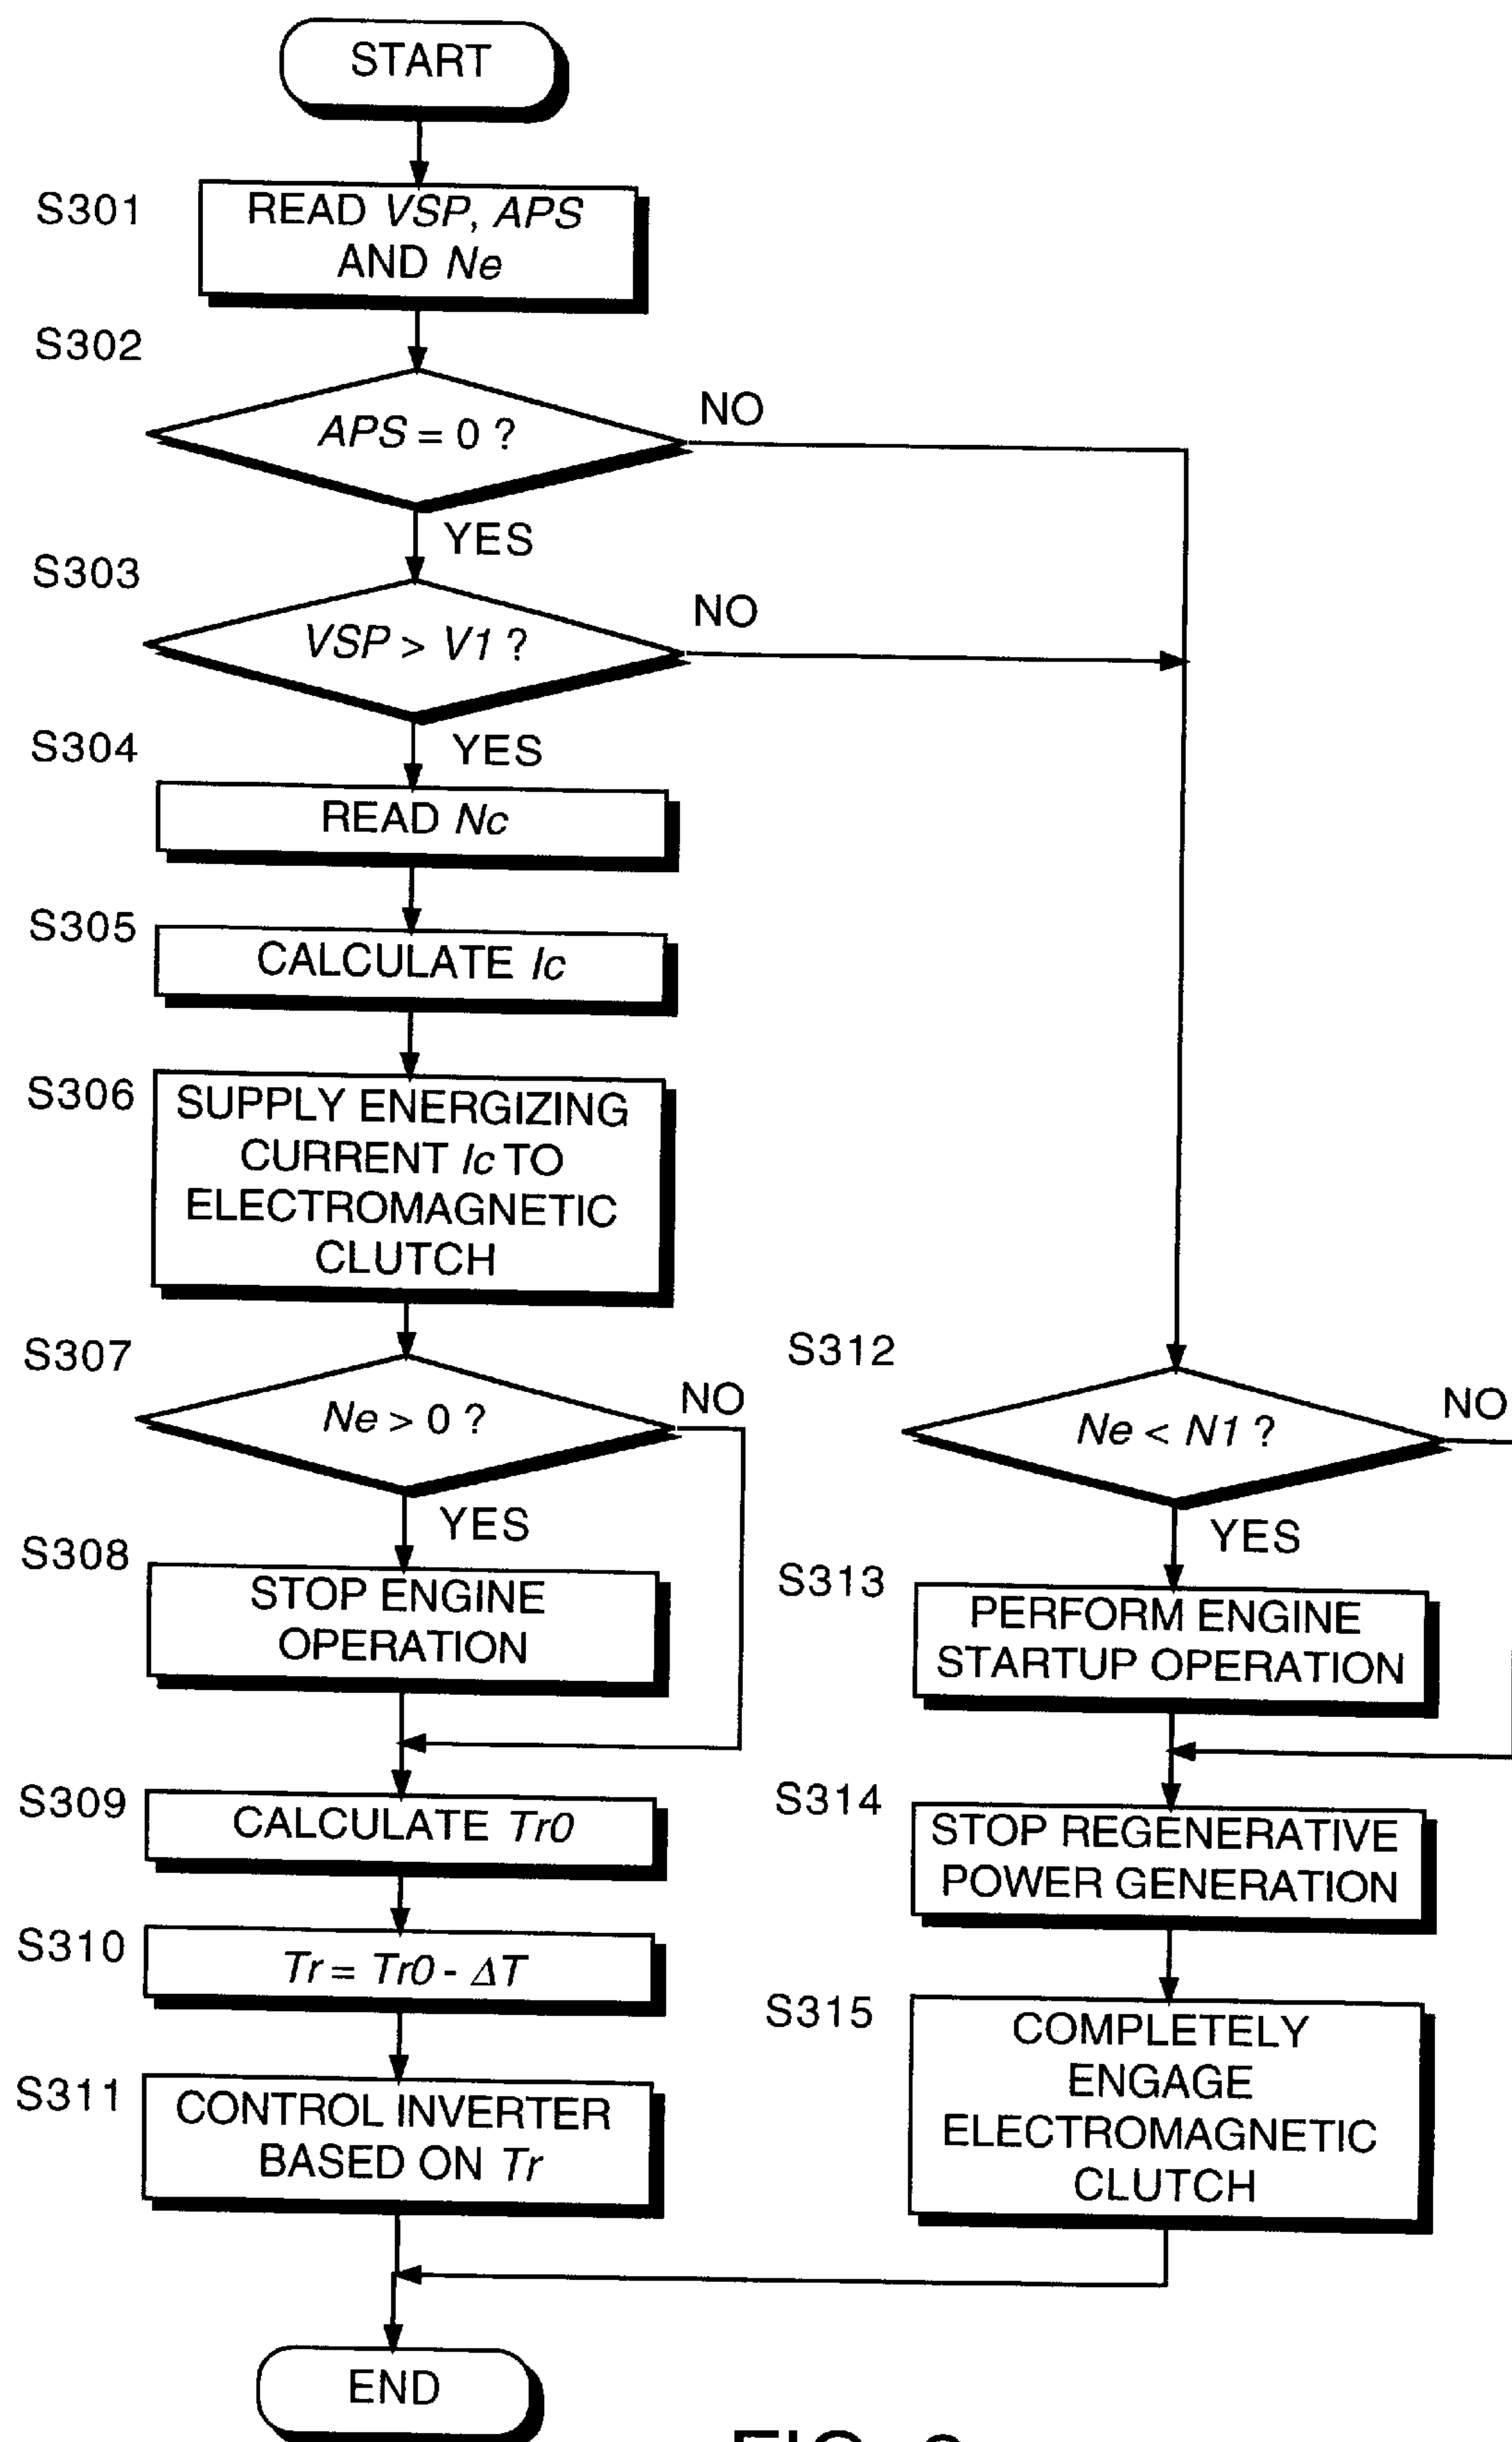 START
S301
READ VSP, APS
AND Ne
S302
APS = 0 ?
NO
YES
S303
VSP > V1 ?
NO
YES
S304
READ Nc
S305
CALCULATE Ic
S306
SUPPLY ENERGIZING
CURRENT Ic TO
ELECTROMAGNETIC
CLUTCH
S307
Ne > 0 ?
NO
YES
S308
STOP ENGINE
OPERATION
S309
CALCULATE Tr0
S310
Tr = Tr0 - ΔT
S311
CONTROL INVERTER
BASED ON Tr
S312
Ne < N1 ?
NO
YES
S313
PERFORM ENGINE
STARTUP OPERATION
S314
STOP REGENERATIVE
POWER GENERATION
S315
COMPLETELY
ENGAGE
ELECTROMAGNETIC
CLUTCH
END
FIG.